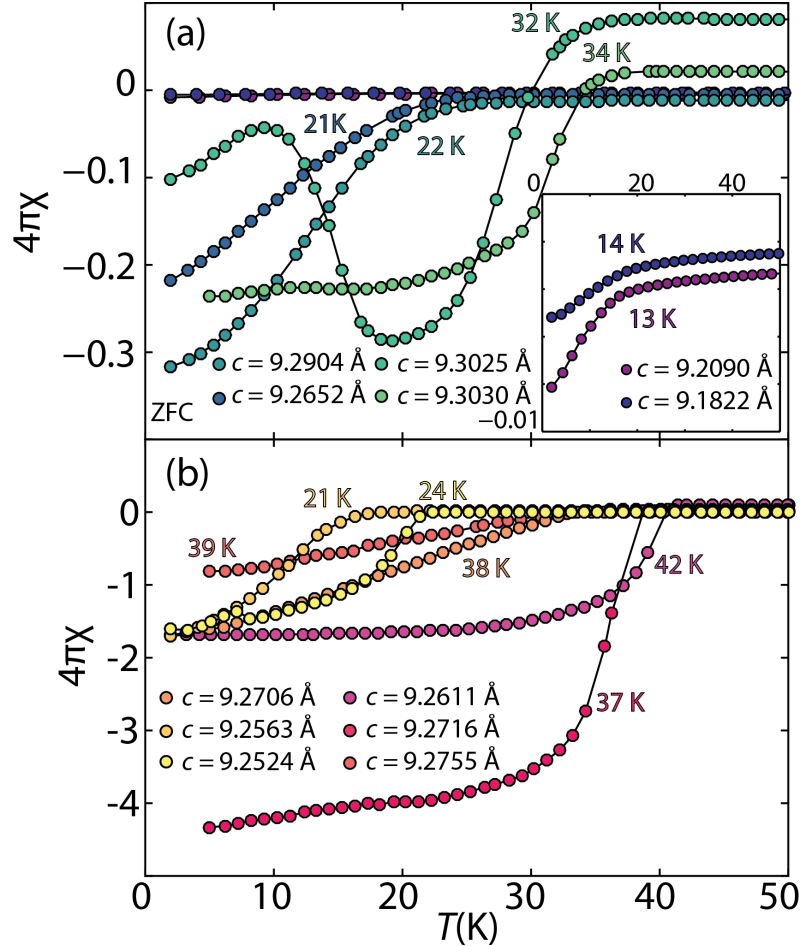 (a)
32 K
34 K
0
21K
22 K
−0.1
−0.2
−0.3
4πχ
0 20 40
14 K
13 K
c = 9.2090 Å
c = 9.1822 Å
−0.01
c = 9.2904 Å c = 9.3025 Å
c = 9.2652 Å c = 9.3030 Å
ZFC
(b)
21 K
24 K
39 K
38 K
42 K
37 K
0
-1
-2
-3
-4
4πχ
c = 9.2706 Å c = 9.2611 Å
c = 9.2563 Å c = 9.2716 Å
c = 9.2524 Å c = 9.2755 Å
0 10 20 30 40 50
T(K)